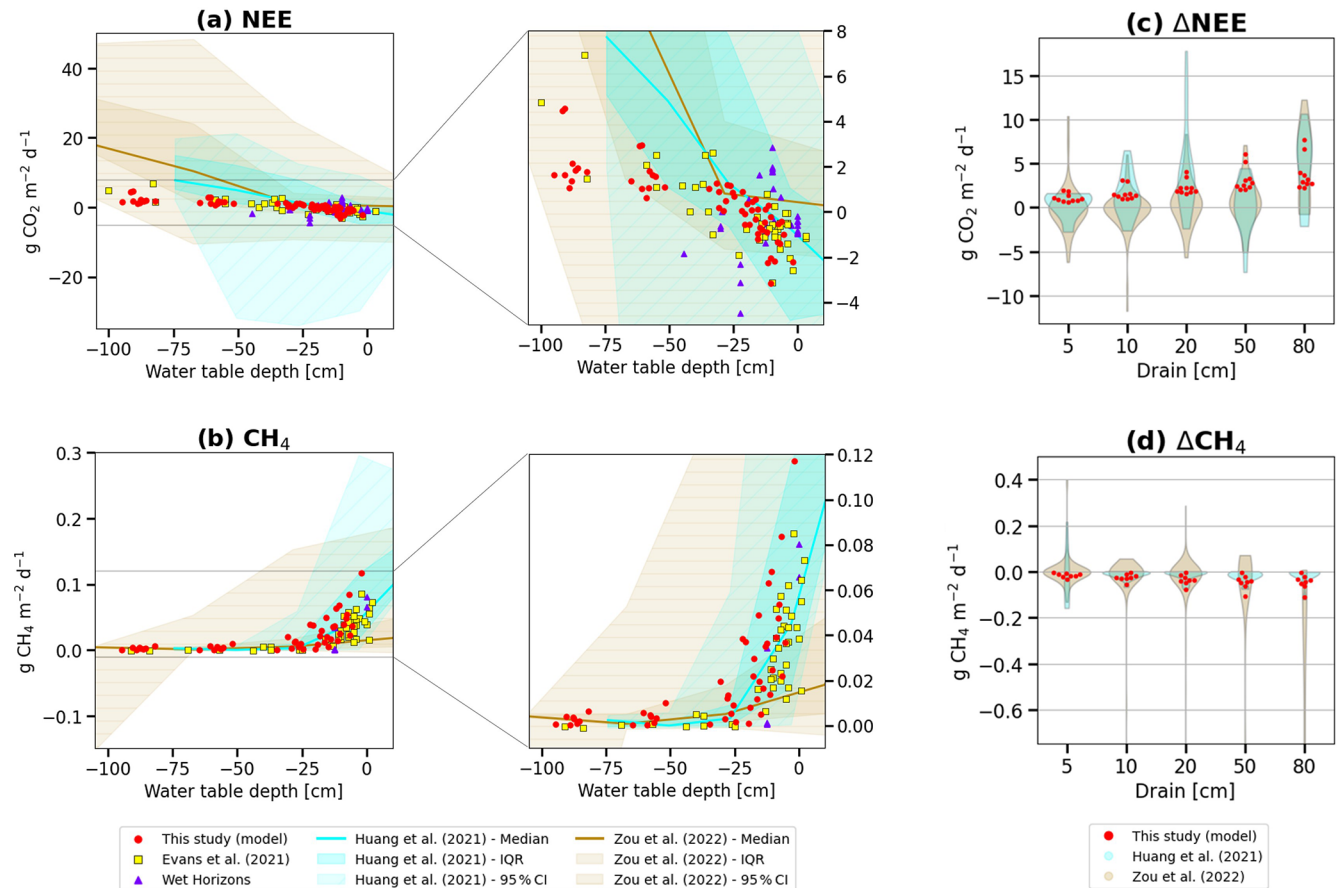 (a) NEE
40
20
0
−20
g CO₂ m⁻² d⁻¹
−100 −75 −50 −25 0
Water table depth [cm]
8
6
4
2
0
−2
−4
−100 −75 −50 −25 0
Water table depth [cm]
(c) ΔNEE
15
10
5
0
−5
−10
g CO₂ m⁻² d⁻¹
5 10 20 50 80
Drain [cm]
(b) CH₄
0.3
0.2
0.1
0.0
−0.1
g CH₄ m⁻² d⁻¹
−100 −75 −50 −25 0
Water table depth [cm]
0.12
0.10
0.08
0.06
0.04
0.02
0.00
−100 −75 −50 −25 0
Water table depth [cm]
(d) ΔCH₄
0.4
0.2
0.0
−0.2
−0.4
−0.6
g CH₄ m⁻² d⁻¹
5 10 20 50 80
Drain [cm]
This study (model)
Evans et al. (2021)
Wet Horizons
Huang et al. (2021) - Median
Huang et al. (2021) - IQR
Huang et al. (2021) - 95% CI
Zou et al. (2022) - Median
Zou et al. (2022) - IQR
Zou et al. (2022) - 95% CI
This study (model)
Huang et al. (2021)
Zou et al. (2022)